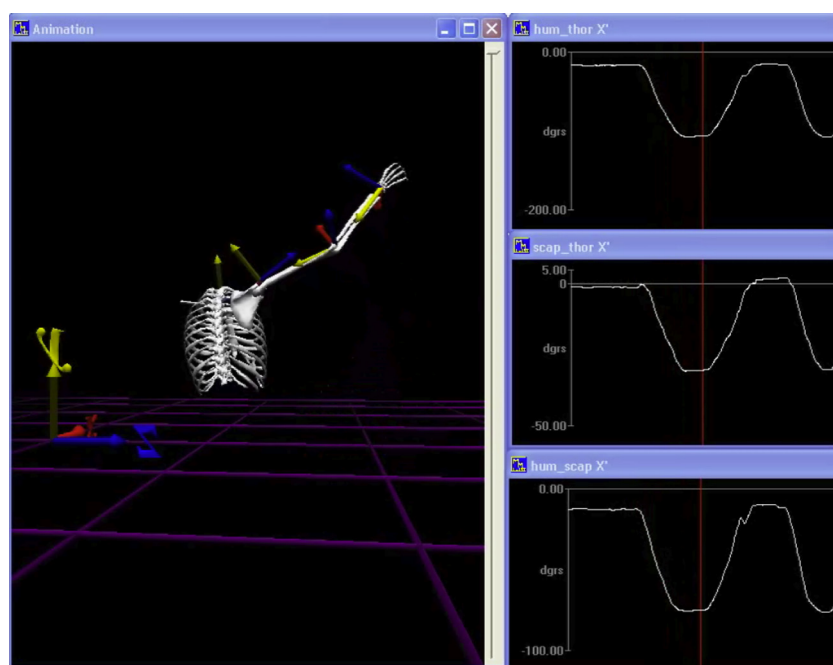 Animation
hum_thor X'
0.00
dgrs
-200.00
scap_thor X'
5.00
0
dgrs
-50.00
hum_scap X'
0.00
dgrs
-100.00